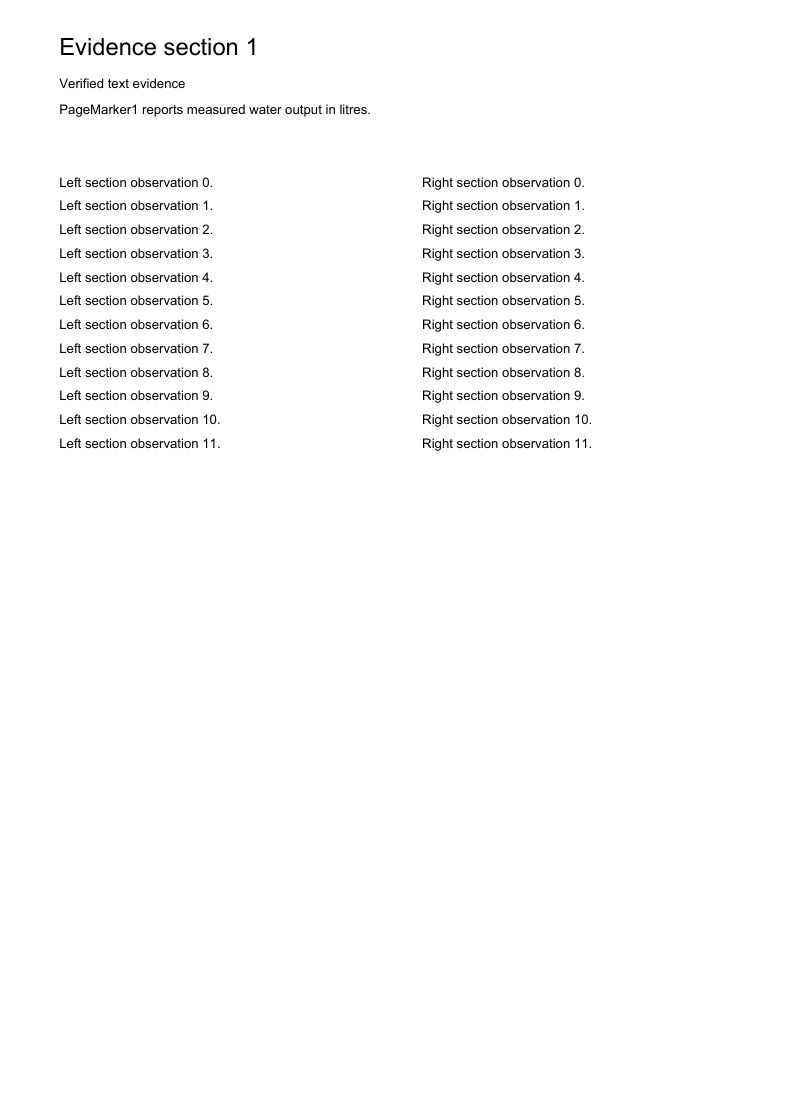 Evidence section 1
Verified text evidence
PageMarker1 reports measured water output in litres.
Left section observation 0.
Left section observation 1.
Left section observation 2.
Left section observation 3.
Left section observation 4.
Left section observation 5.
Left section observation 6.
Left section observation 7.
Left section observation 8.
Left section observation 9.
Left section observation 10.
Left section observation 11.
Right section observation 0.
Right section observation 1.
Right section observation 2.
Right section observation 3.
Right section observation 4.
Right section observation 5.
Right section observation 6.
Right section observation 7.
Right section observation 8.
Right section observation 9.
Right section observation 10.
Right section observation 11.